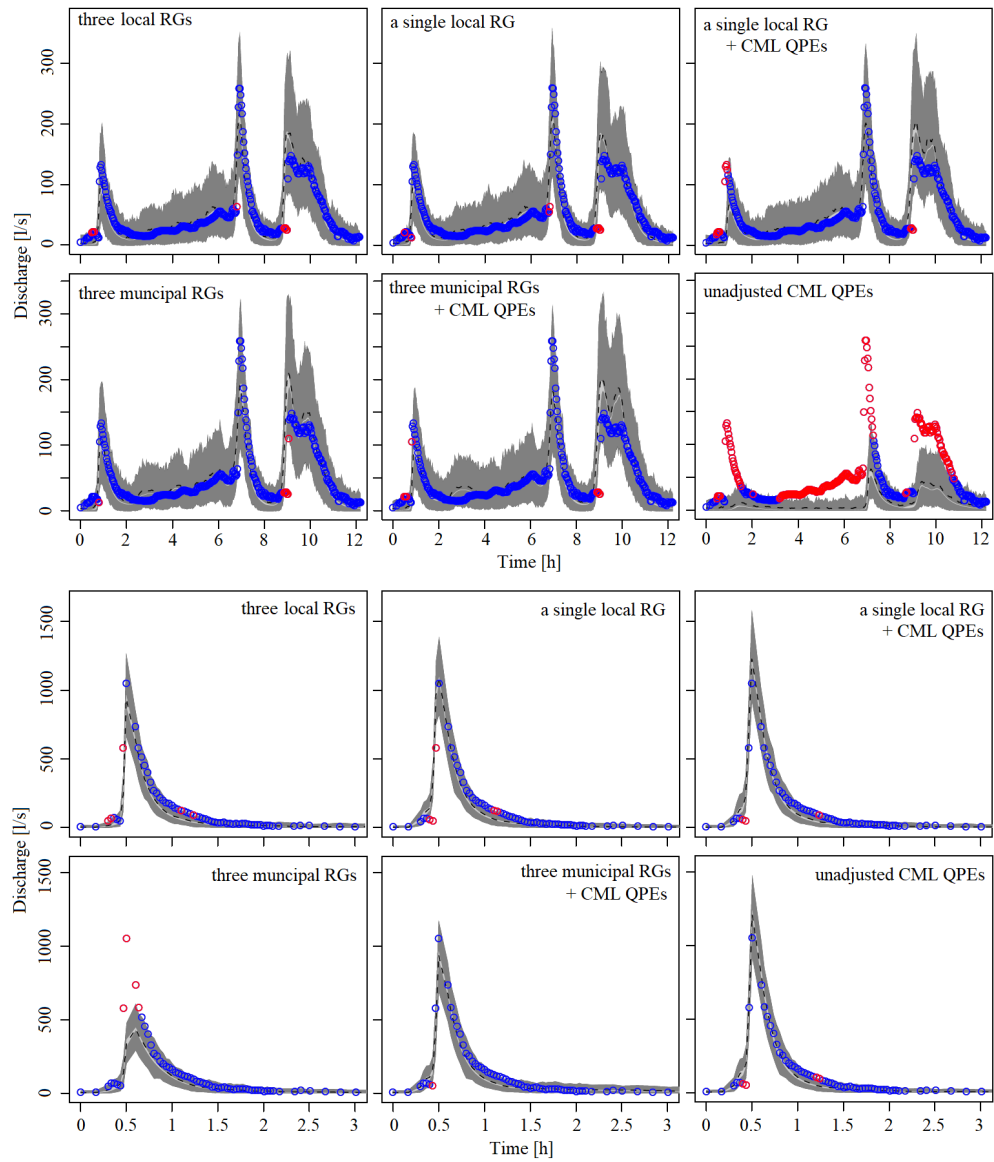 three local RGs
a single local RG
a single local RG
+ CML QPEs
300
200
100
0
Discharge [l/s]
three muncipal RGs
three municipal RGs
+ CML QPEs
unadjusted CML QPEs
300
200
100
0
0 2 4 6 8 10 12
0 2 4 6 8 10 12
0 2 4 6 8 10 12
Time [h]
three local RGs
a single local RG
a single local RG
+ CML QPEs
1500
1000
500
0
Discharge [l/s]
three muncipal RGs
three municipal RGs
+ CML QPEs
unadjusted CML QPEs
1500
1000
500
0
0 0.5 1 1.5 2 2.5 3
0 0.5 1 1.5 2 2.5 3
0 0.5 1 1.5 2 2.5 3
Time [h]